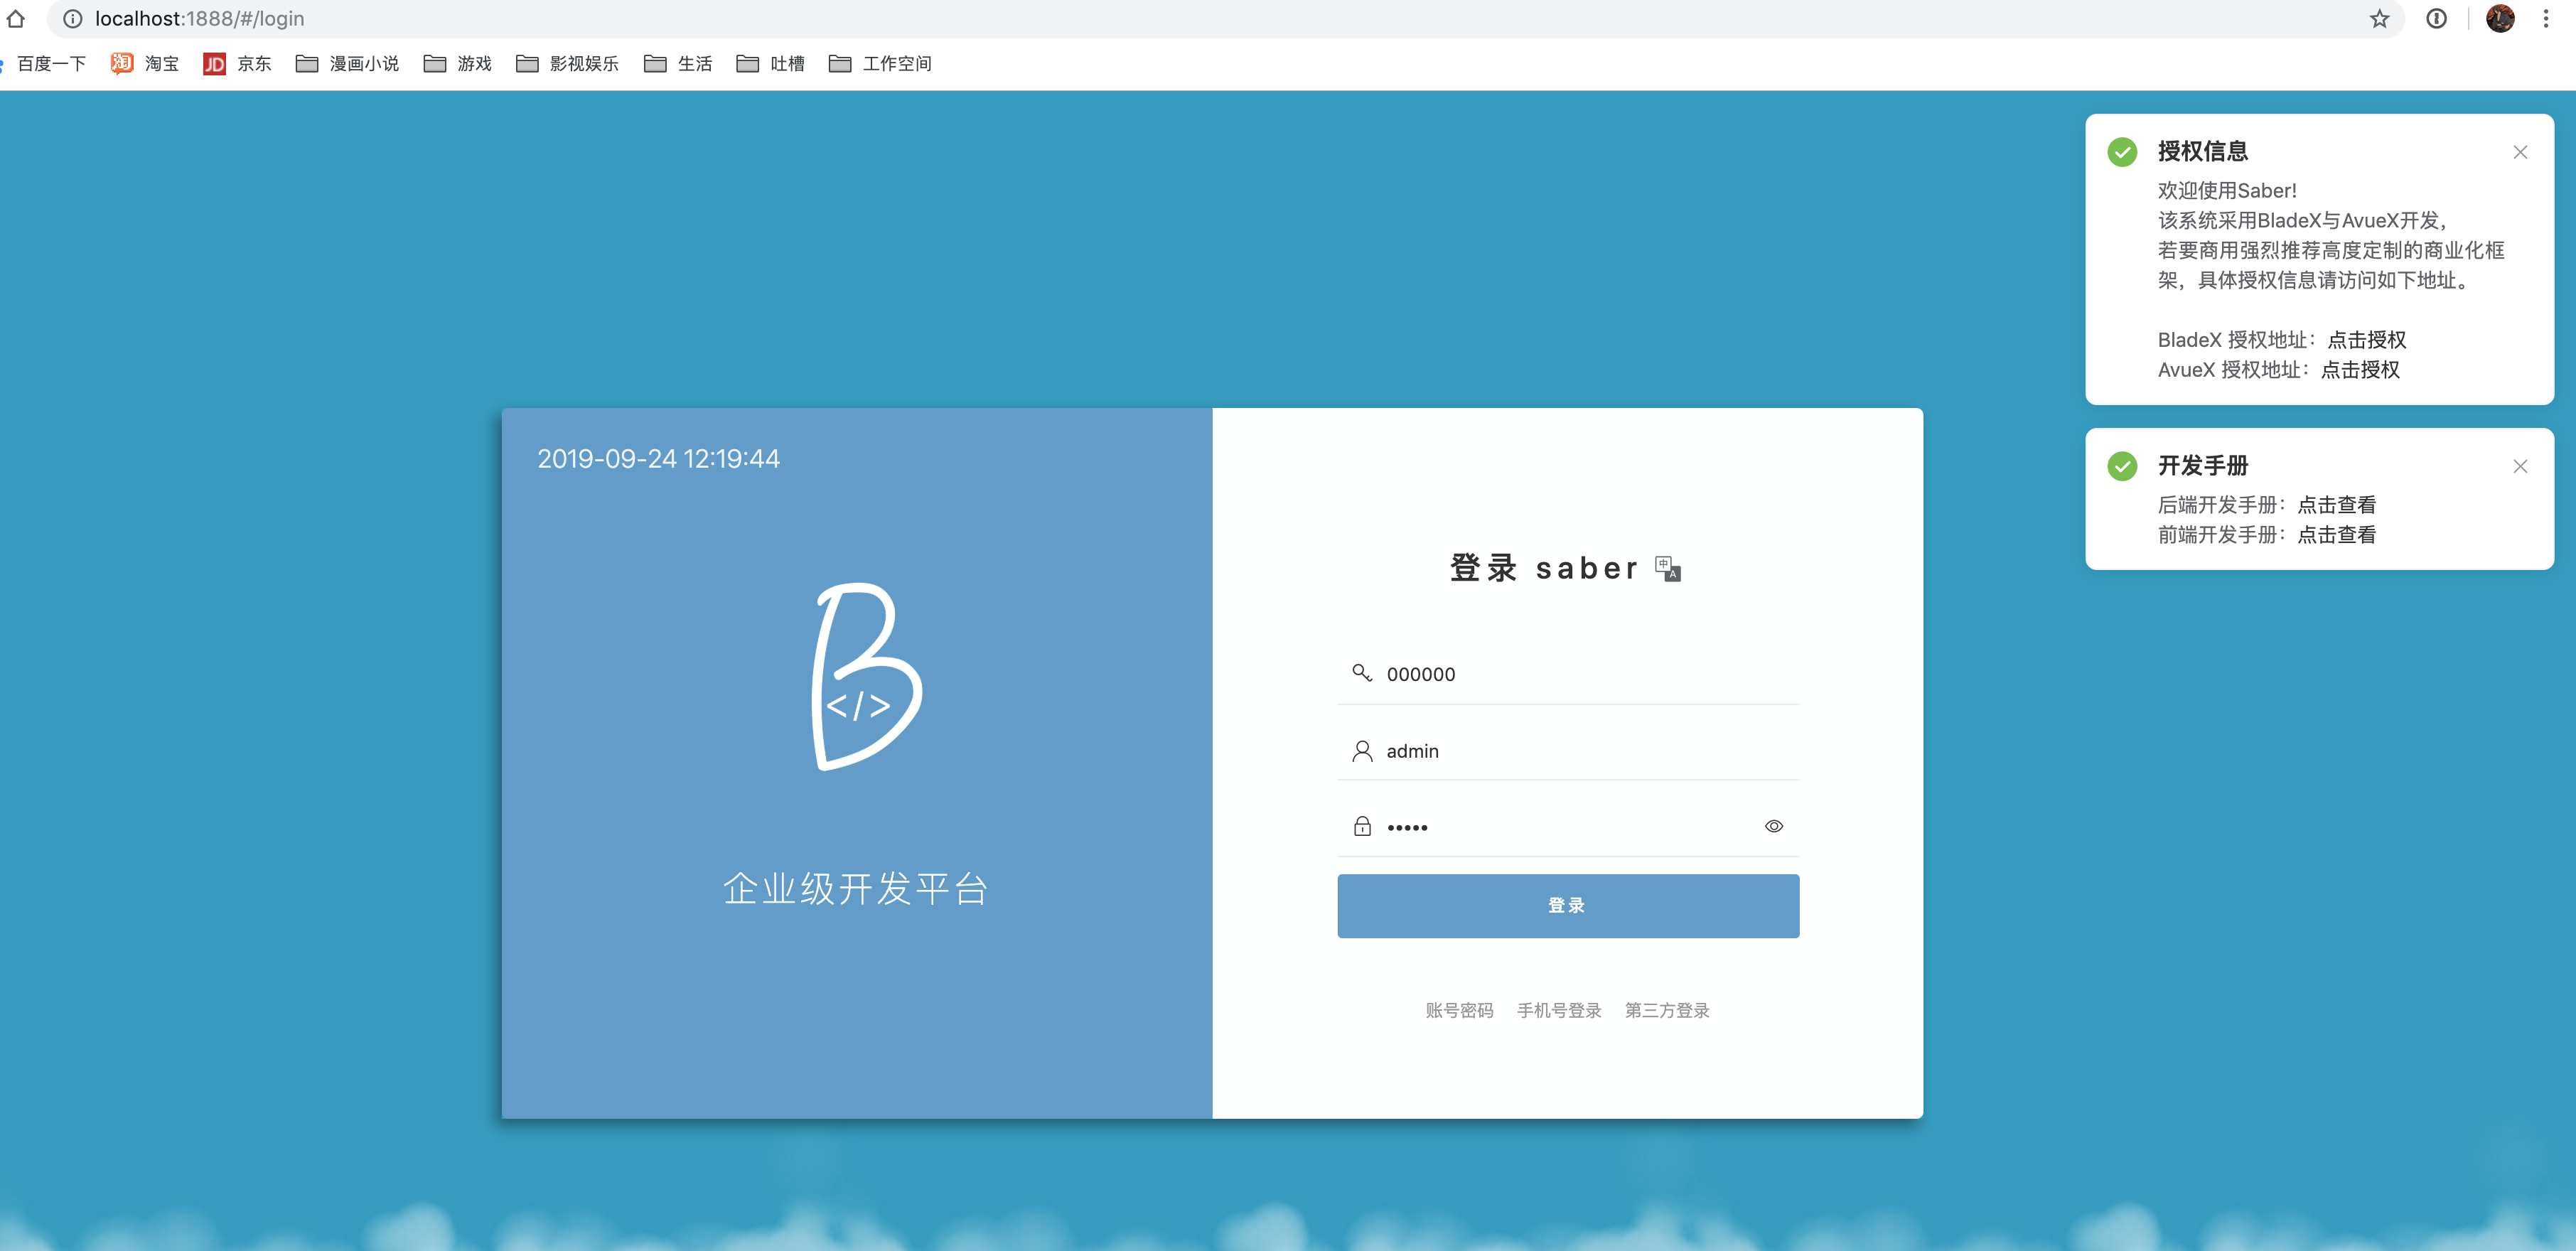 localhost:1888/#/login
百度一下 淘宝 JD 京东 漫画小说 游戏 影视娱乐 生活 吐槽 工作空间
2019-09-24 12:19:44
</>
企业级开发平台
登录 saber
000000
admin
•••••
登录
账号密码 手机号登录 第三方登录
授权信息
欢迎使用Saber!
该系统采用BladeX与AvueX开发，
若要商用强烈推荐高度定制的商业化框
架，具体授权信息请访问如下地址。
BladeX 授权地址：点击授权
AvueX 授权地址：点击授权
开发手册
后端开发手册：点击查看
前端开发手册：点击查看